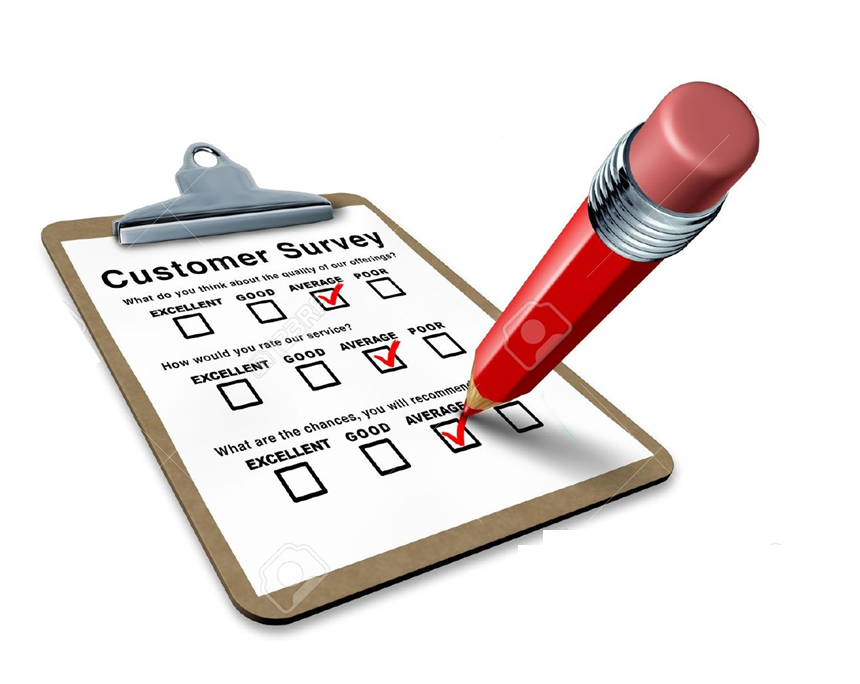 Customer Survey
What do you think about the quality of our offerings?
EXCELLENT GOOD AVERAGE POOR
How would you rate our service?
EXCELLENT GOOD AVERAGE POOR
What are the chances, you will recommend
EXCELLENT GOOD AVERAGE